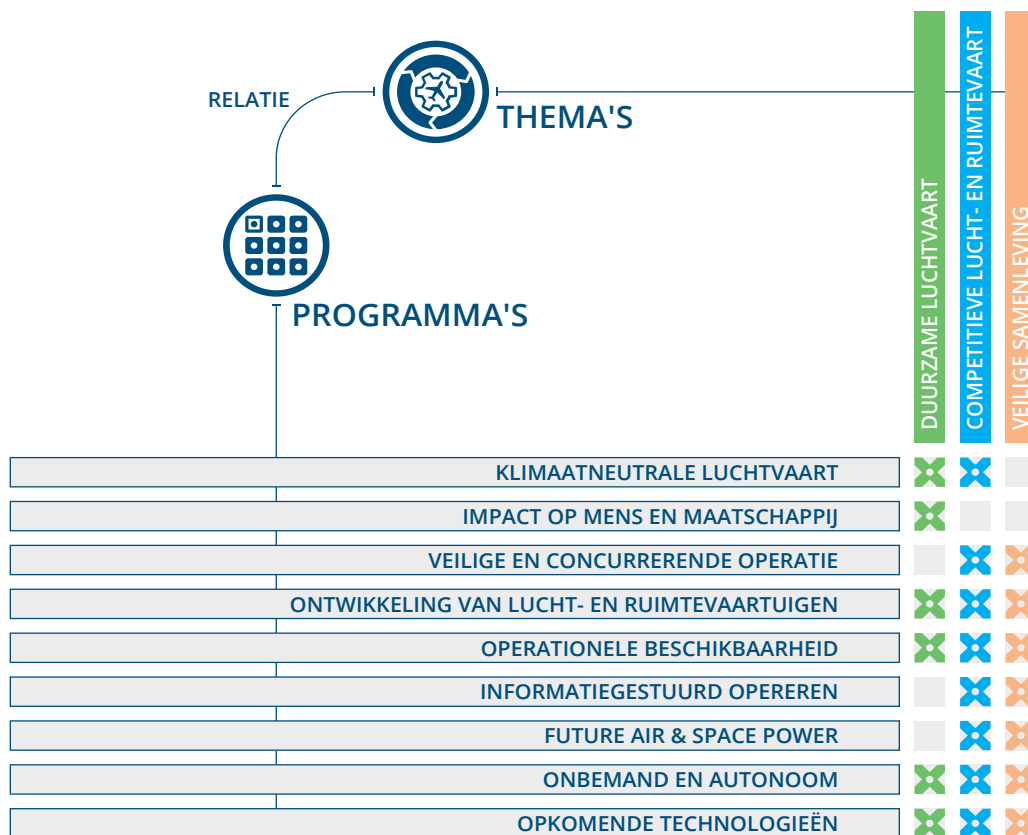 RELATIE
THEMA'S
PROGRAMMA'S
DUURZAME LUCHTVAART
COMPETITIEVE LUCHT- EN RUIMTEVAART
VEILIGE SAMENLEVING
KLIMAATNEUTRALE LUCHTVAART
IMPACT OP MENS EN MAATSCHAPPIJ
VEILIGE EN CONCURRERENDE OPERATIE
ONTWIKKELING VAN LUCHT- EN RUIMTEVAARTUIGEN
OPERATIONELE BESCHIKBAARHEID
INFORMATIEGESTUURD OPEREREN
FUTURE AIR & SPACE POWER
ONBEMAND EN AUTONOOM
OPKOMENDE TECHNOLOGIEËN